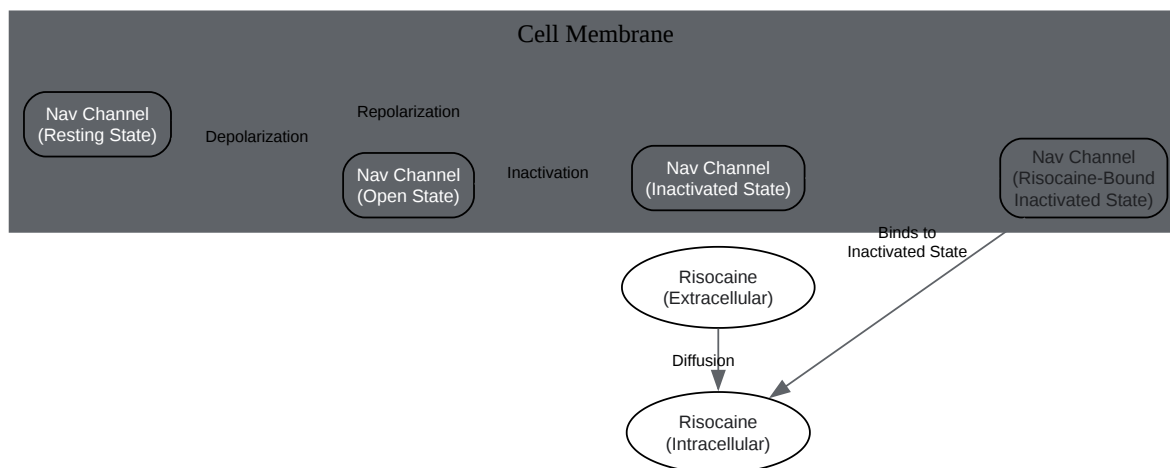 Cell Membrane
Nav Channel
(Resting State)
Depolarization
Repolarization
Nav Channel
(Open State)
Inactivation
Nav Channel
(Inactivated State)
Nav Channel
(Risocaine-Bound
Inactivated State)
Binds to
Inactivated State
Risocaine
(Extracellular)
Diffusion
Risocaine
(Intracellular)